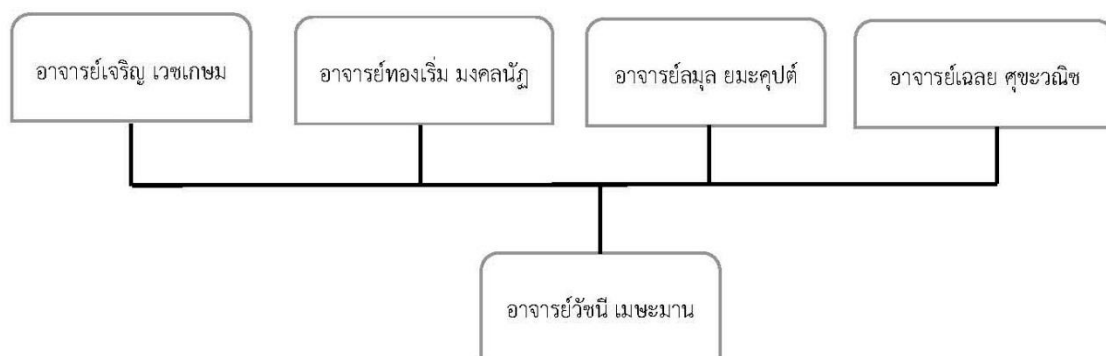 อาจารย์เจริญ เวชเกษม
อาจารย์ทองเริ่ม มงคลนัฏ
อาจารย์ลมุล ยมะคุปต์
อาจารย์เฉลย ศุขะวณิช
อาจารย์วัชนี เมษะมาน